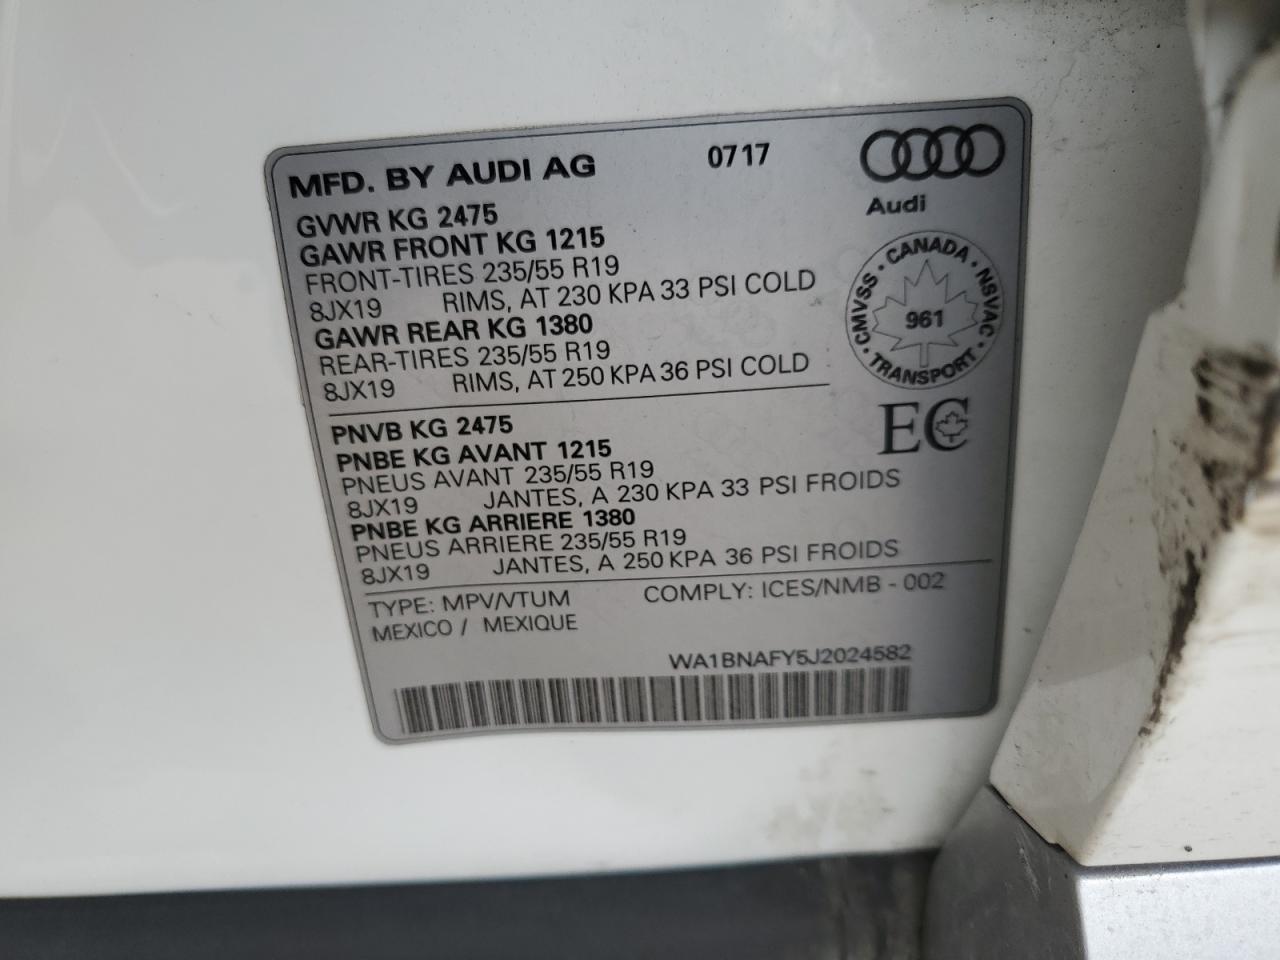 MFD. BY AUDI AG 0717
Audi
GVWR KG 2475
GAWR FRONT KG 1215
FRONT-TIRES 235/55 R19
8JX19 RIMS, AT 230 KPA 33 PSI COLD
GAWR REAR KG 1380
REAR-TIRES 235/55 R19
8JX19 RIMS, AT 250 KPA 36 PSI COLD
CANADA · NSVAC · TRANSPORT · CMVSS ·
961
EC
PNVB KG 2475
PNBE KG AVANT 1215
PNEUS AVANT 235/55 R19
8JX19 JANTES, A 230 KPA 33 PSI FROIDS
PNBE KG ARRIERE 1380
PNEUS ARRIERE 235/55 R19
8JX19 JANTES, A 250 KPA 36 PSI FROIDS
TYPE: MPV/VTUM COMPLY: ICES/NMB - 002
MEXICO / MEXIQUE
WA1BNAFY5J2024582